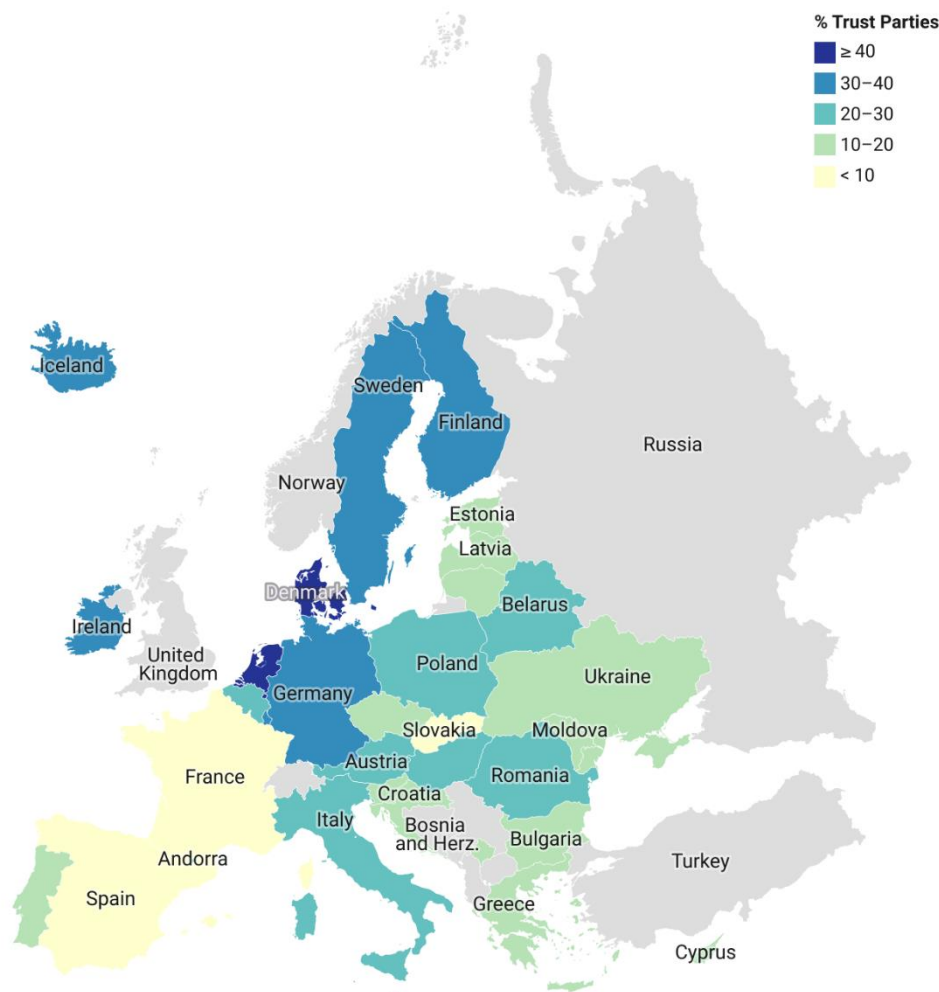 % Trust Parties
≥ 40
30–40
20–30
10–20
< 10
Iceland
Sweden
Finland
Russia
Norway
Estonia
Latvia
Denmark
Belarus
Ireland
United
Kingdom
Poland
Ukraine
Germany
Slovakia
Moldova
Austria
France
Romania
Croatia
Italy
Bosnia
and Herz.
Bulgaria
Andorra
Turkey
Spain
Greece
Cyprus